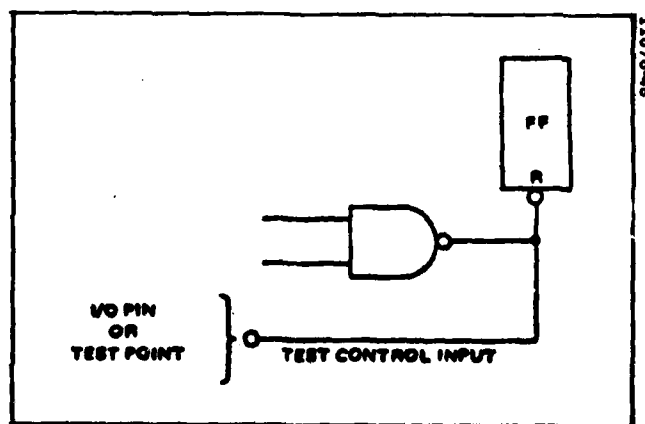 FF
R
I/O PIN
OR
TEST POINT
TEST CONTROL INPUT